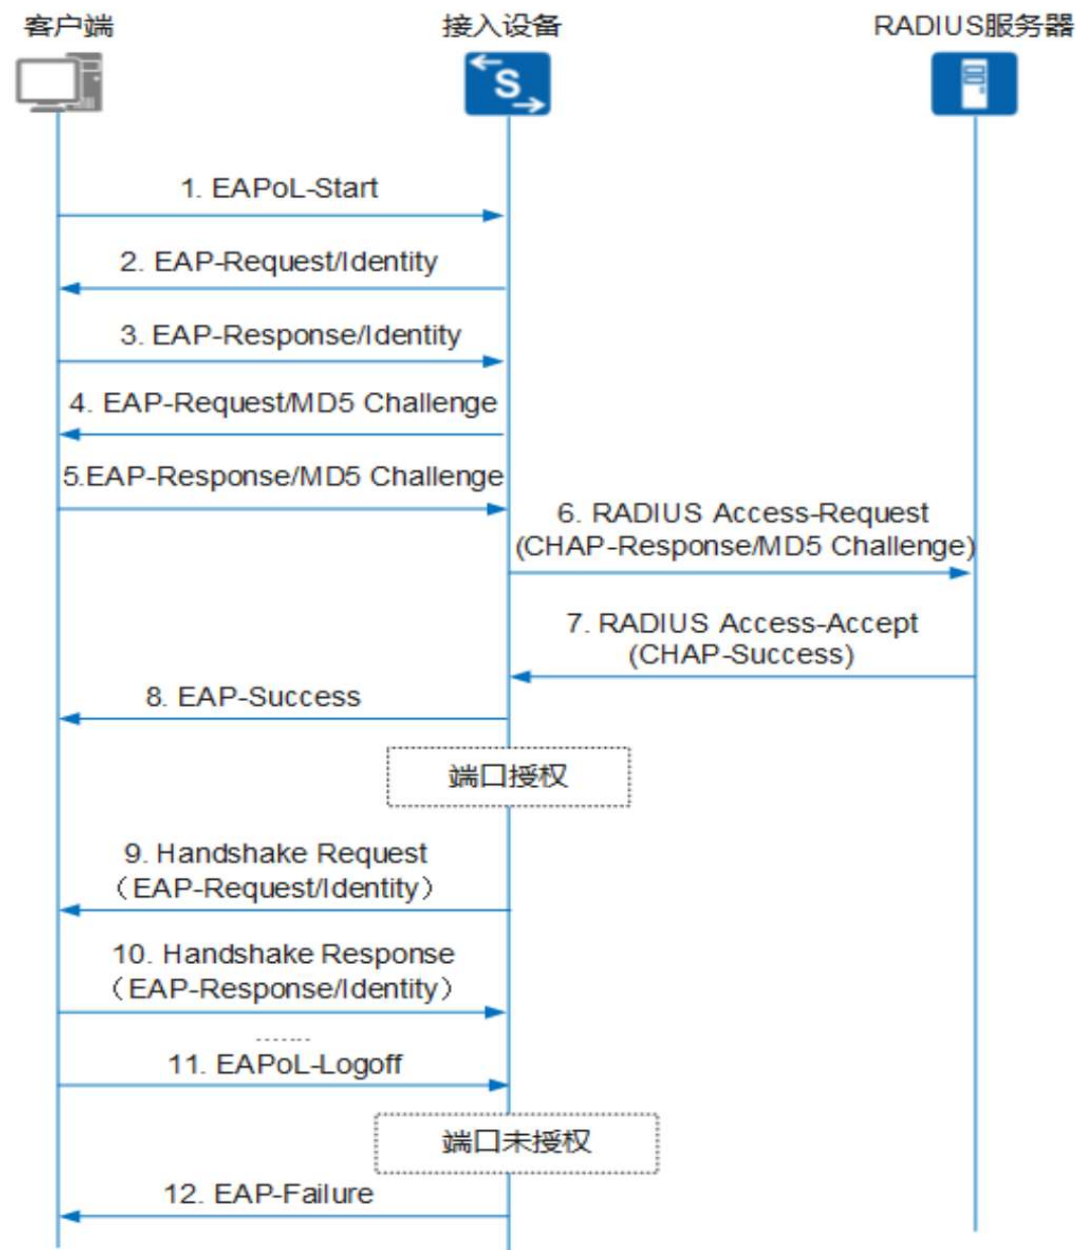 客户端
接入设备
RADIUS服务器
S
1. EAPoL-Start
2. EAP-Request/Identity
3. EAP-Response/Identity
4. EAP-Request/MD5 Challenge
5.EAP-Response/MD5 Challenge
6. RADIUS Access-Request
(CHAP-Response/MD5 Challenge)
7. RADIUS Access-Accept
(CHAP-Success)
8. EAP-Success
端口授权
9. Handshake Request
（EAP-Request/Identity）
10. Handshake Response
（EAP-Response/Identity）
.......
11. EAPoL-Logoff
端口未授权
12. EAP-Failure